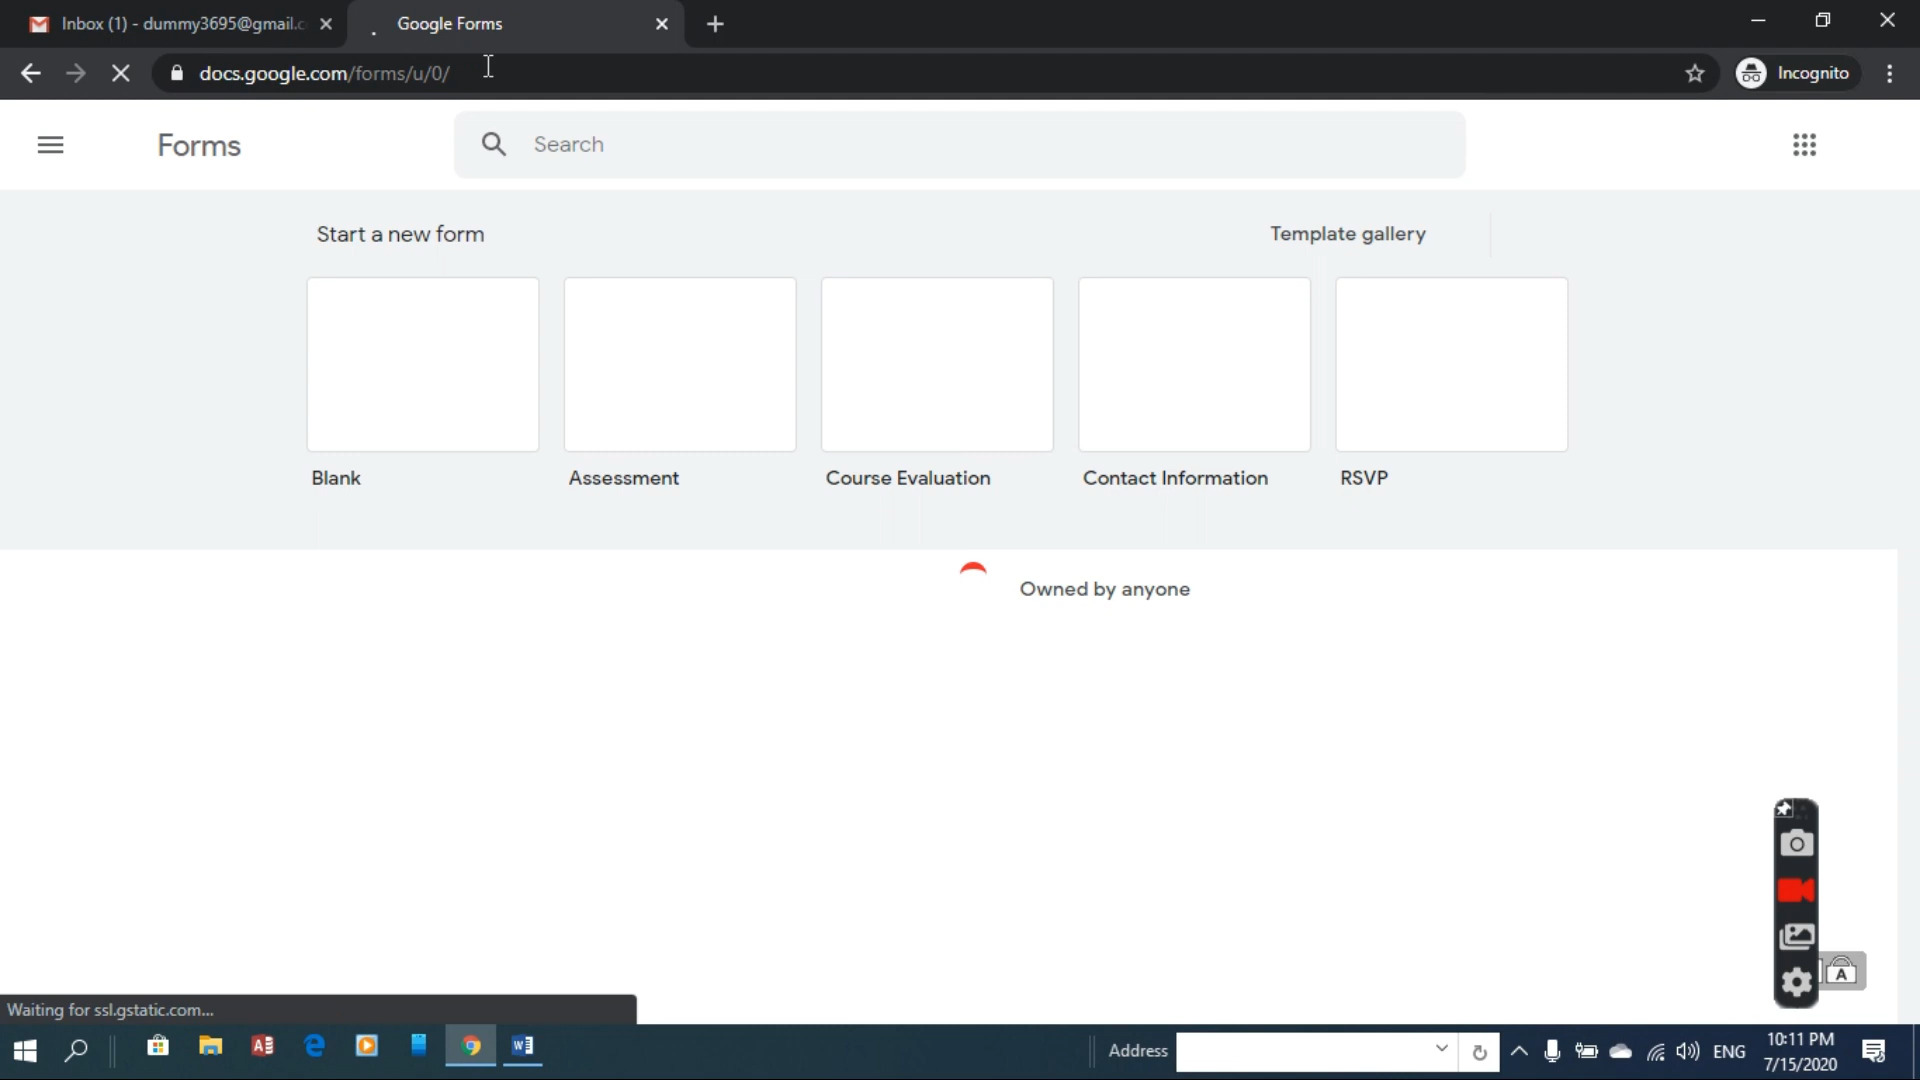 Inbox (1) - dummy3695@gmail.c
Google Forms
docs.google.com/forms/u/0/
Incognito
Forms
Search
Start a new form
Template gallery
Blank
Assessment
Course Evaluation
Contact Information
RSVP
Owned by anyone
A
Waiting for ssl.gstatic.com...
Address
ENG
10:11 PM
7/15/2020